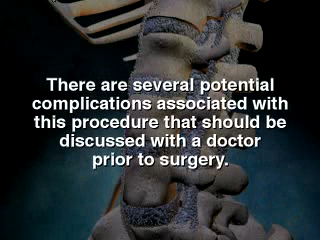 There are several potential
complications associated with
this procedure that should be
discussed with a doctor
prior to surgery.